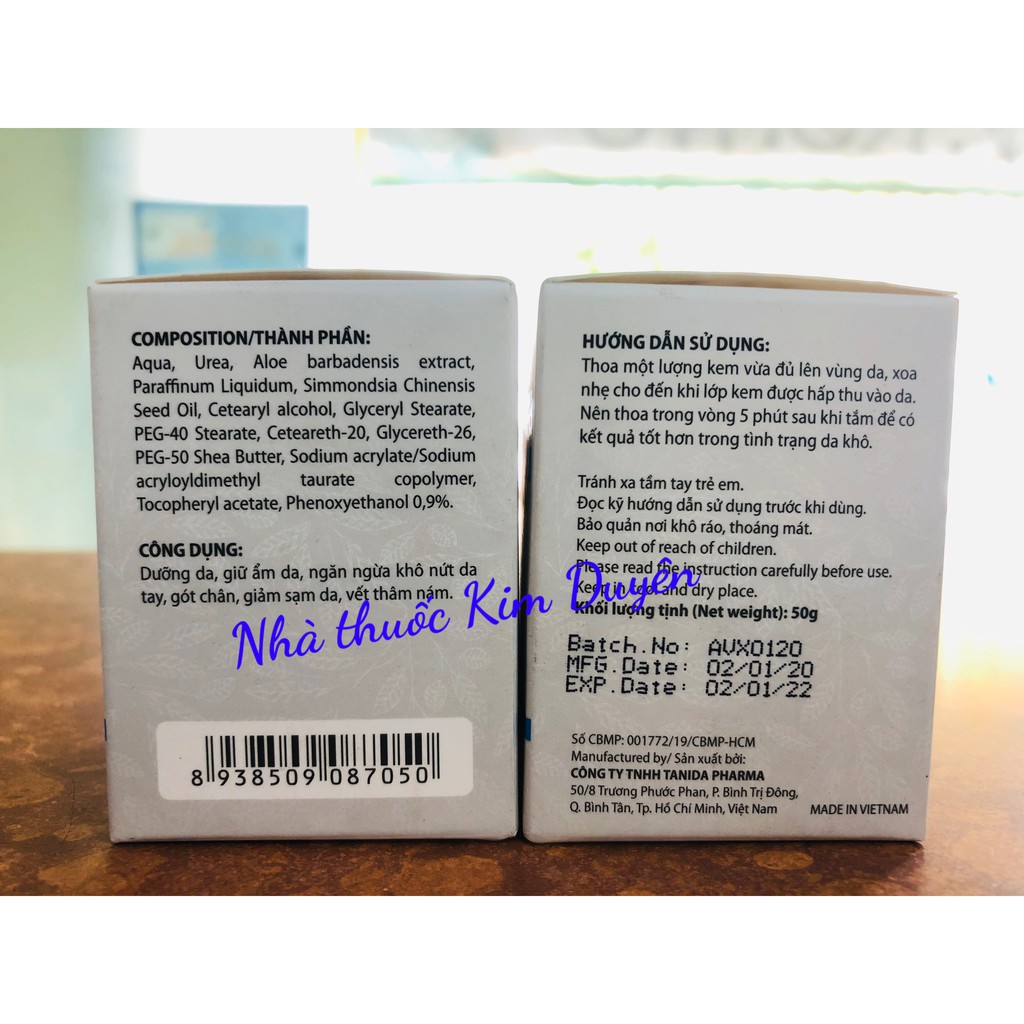 COMPOSITION/THÀNH PHẦN:
Aqua, Urea, Aloe barbadensis extract,
Paraffinum Liquidum, Simmondsia Chinensis
Seed Oil, Cetearyl alcohol, Glyceryl Stearate,
PEG-40 Stearate, Ceteareth-20, Glycereth-26,
PEG-50 Shea Butter, Sodium acrylate/Sodium
acryloyldimethyl taurate copolymer,
Tocopheryl acetate, Phenoxyethanol 0,9%.
CÔNG DỤNG:
Dưỡng da, giữ ẩm da, ngăn ngừa khô nứt da
tay, gót chân, giảm sạm da, vết thâm nám.
8 938509 087050
HƯỚNG DẪN SỬ DỤNG:
Thoa một lượng kem vừa đủ lên vùng da, xoa
nhẹ cho đến khi lớp kem được hấp thu vào da.
Nên thoa trong vòng 5 phút sau khi tắm để có
kết quả tốt hơn trong tình trạng da khô.
Tránh xa tầm tay trẻ em.
Đọc kỹ hướng dẫn sử dụng trước khi dùng.
Bảo quản nơi khô ráo, thoáng mát.
Keep out of reach of children.
Please read the instruction carefully before use.
Keep in cool and dry place.
Khối lượng tịnh (Net weight): 50g
Batch.No: AVX0120
MFG.Date: 02/01/20
EXP.Date: 02/01/22
Số CBMP: 001772/19/CBMP-HCM
Manufactured by/ Sản xuất bởi:
CÔNG TY TNHH TANIDA PHARMA
50/8 Trương Phước Phan, P. Bình Trị Đông,
Q. Bình Tân, Tp. Hồ Chí Minh, Việt Nam
MADE IN VIETNAM
Nhà thuốc Kim Duyên